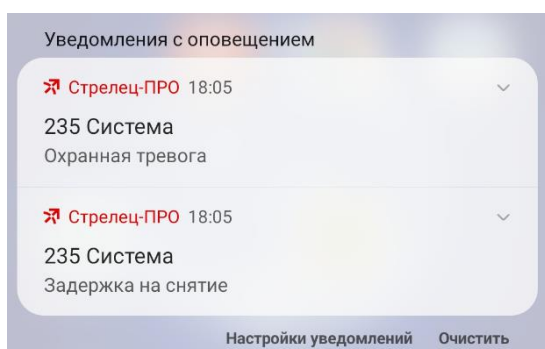 Уведомления с оповещением
Стрелец-ПРО 18:05
235 Система
Охранная тревога
Стрелец-ПРО 18:05
235 Система
Задержка на снятие
Настройки уведомлений Очистить